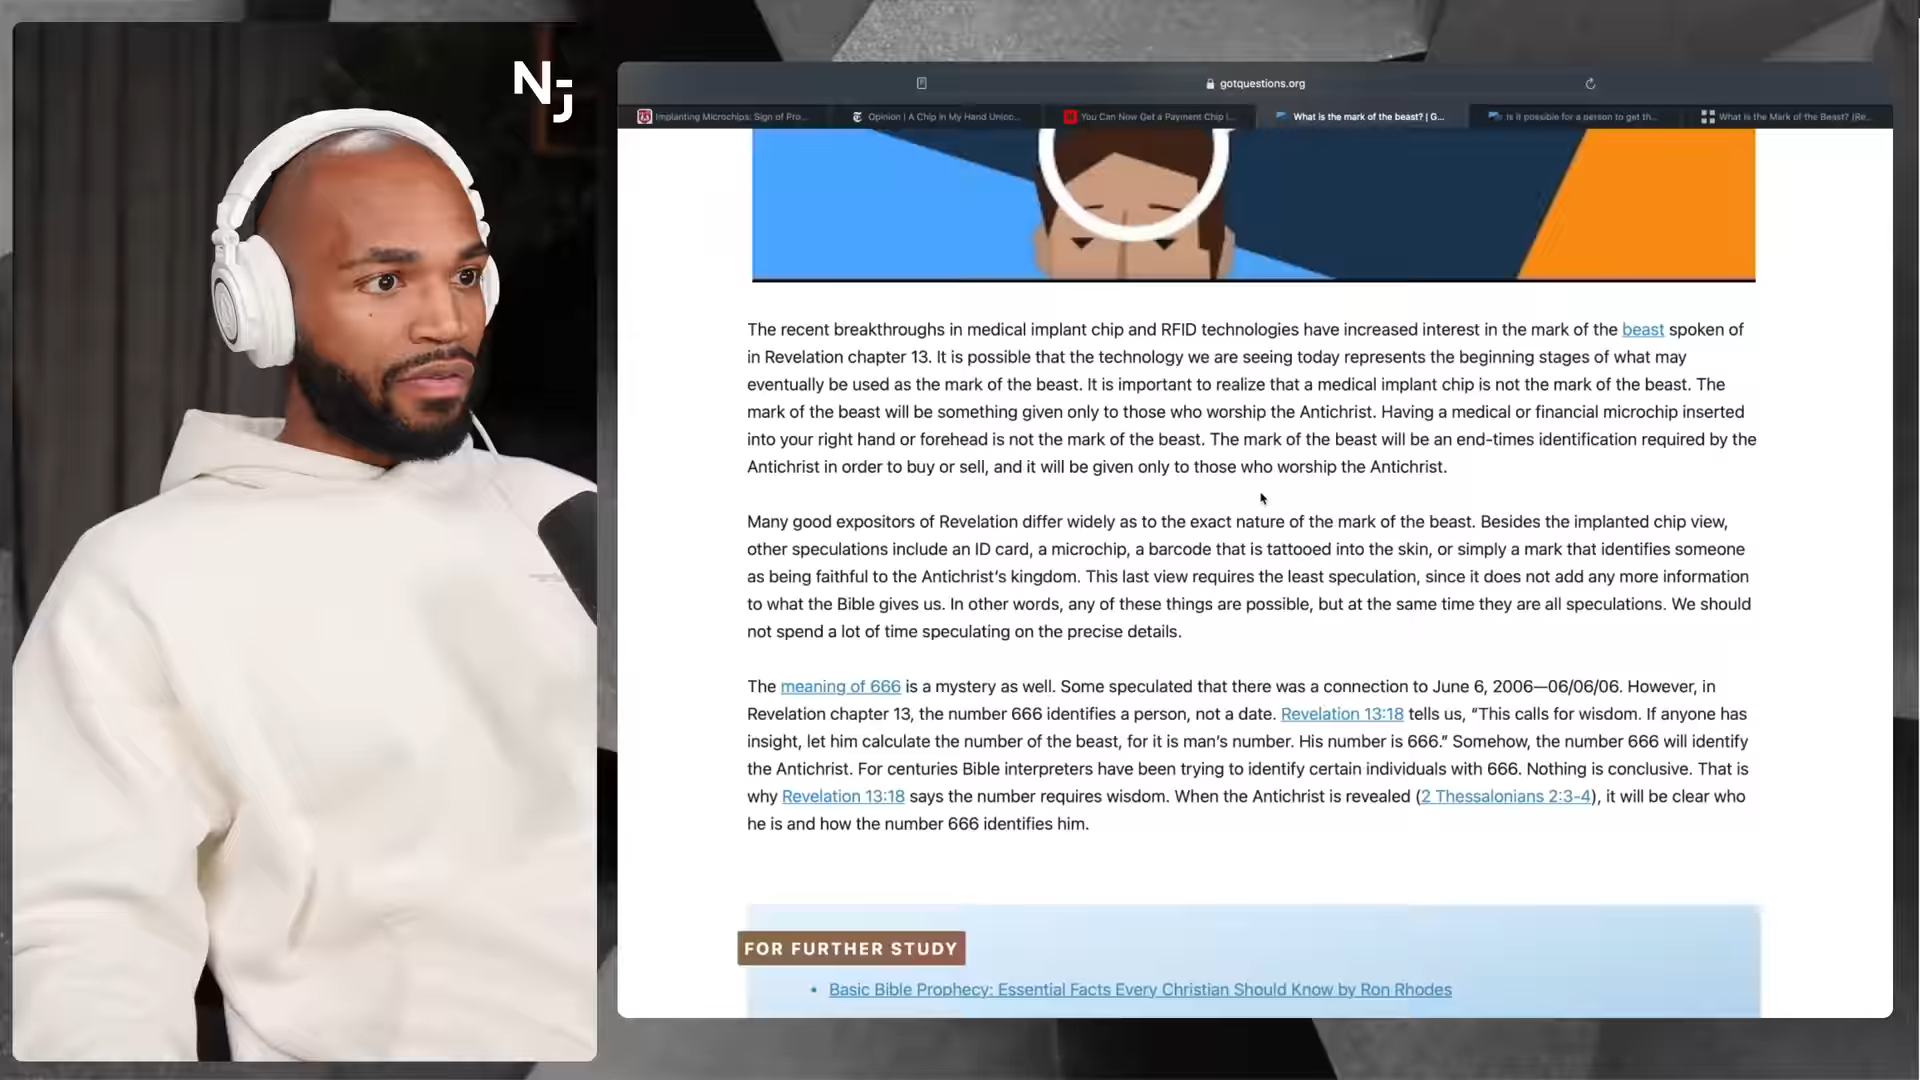 NJ
gotquestions.org
Implanting Microchips: Sign of Pro...
Opinion | A Chip in My Hand Unloc...
You Can Now Get a Payment Chip I...
What is the mark of the beast? | G...
Is it possible for a person to get th...
What is the Mark of the Beast? (Re...
The recent breakthroughs in medical implant chip and RFID technologies have increased interest in the mark of the beast spoken of
in Revelation chapter 13. It is possible that the technology we are seeing today represents the beginning stages of what may
eventually be used as the mark of the beast. It is important to realize that a medical implant chip is not the mark of the beast. The
mark of the beast will be something given only to those who worship the Antichrist. Having a medical or financial microchip inserted
into your right hand or forehead is not the mark of the beast. The mark of the beast will be an end-times identification required by the
Antichrist in order to buy or sell, and it will be given only to those who worship the Antichrist.
Many good expositors of Revelation differ widely as to the exact nature of the mark of the beast. Besides the implanted chip view,
other speculations include an ID card, a microchip, a barcode that is tattooed into the skin, or simply a mark that identifies someone
as being faithful to the Antichrist's kingdom. This last view requires the least speculation, since it does not add any more information
to what the Bible gives us. In other words, any of these things are possible, but at the same time they are all speculations. We should
not spend a lot of time speculating on the precise details.
The meaning of 666 is a mystery as well. Some speculated that there was a connection to June 6, 2006—06/06/06. However, in
Revelation chapter 13, the number 666 identifies a person, not a date. Revelation 13:18 tells us, “This calls for wisdom. If anyone has
insight, let him calculate the number of the beast, for it is man's number. His number is 666.” Somehow, the number 666 will identify
the Antichrist. For centuries Bible interpreters have been trying to identify certain individuals with 666. Nothing is conclusive. That is
why Revelation 13:18 says the number requires wisdom. When the Antichrist is revealed (2 Thessalonians 2:3-4), it will be clear who
he is and how the number 666 identifies him.
FOR FURTHER STUDY
• Basic Bible Prophecy: Essential Facts Every Christian Should Know by Ron Rhodes